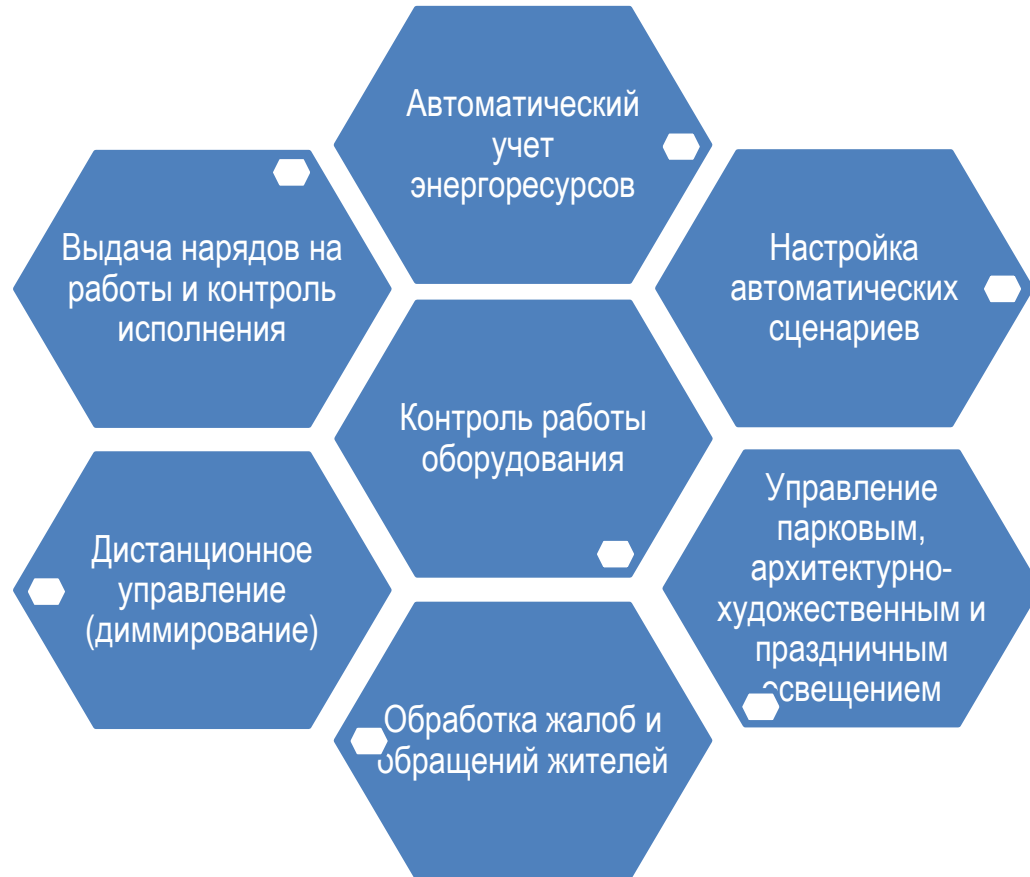 Автоматический
учет
энергоресурсов
Выдача нарядов на
работы и контроль
исполнения
Настройка
автоматических
сценариев
Контроль работы
оборудования
Дистанционное
управление
(диммирование)
Управление
парковым,
архитектурно-
художественным и
праздничным
освещением
Обработка жалоб и
обращений жителей